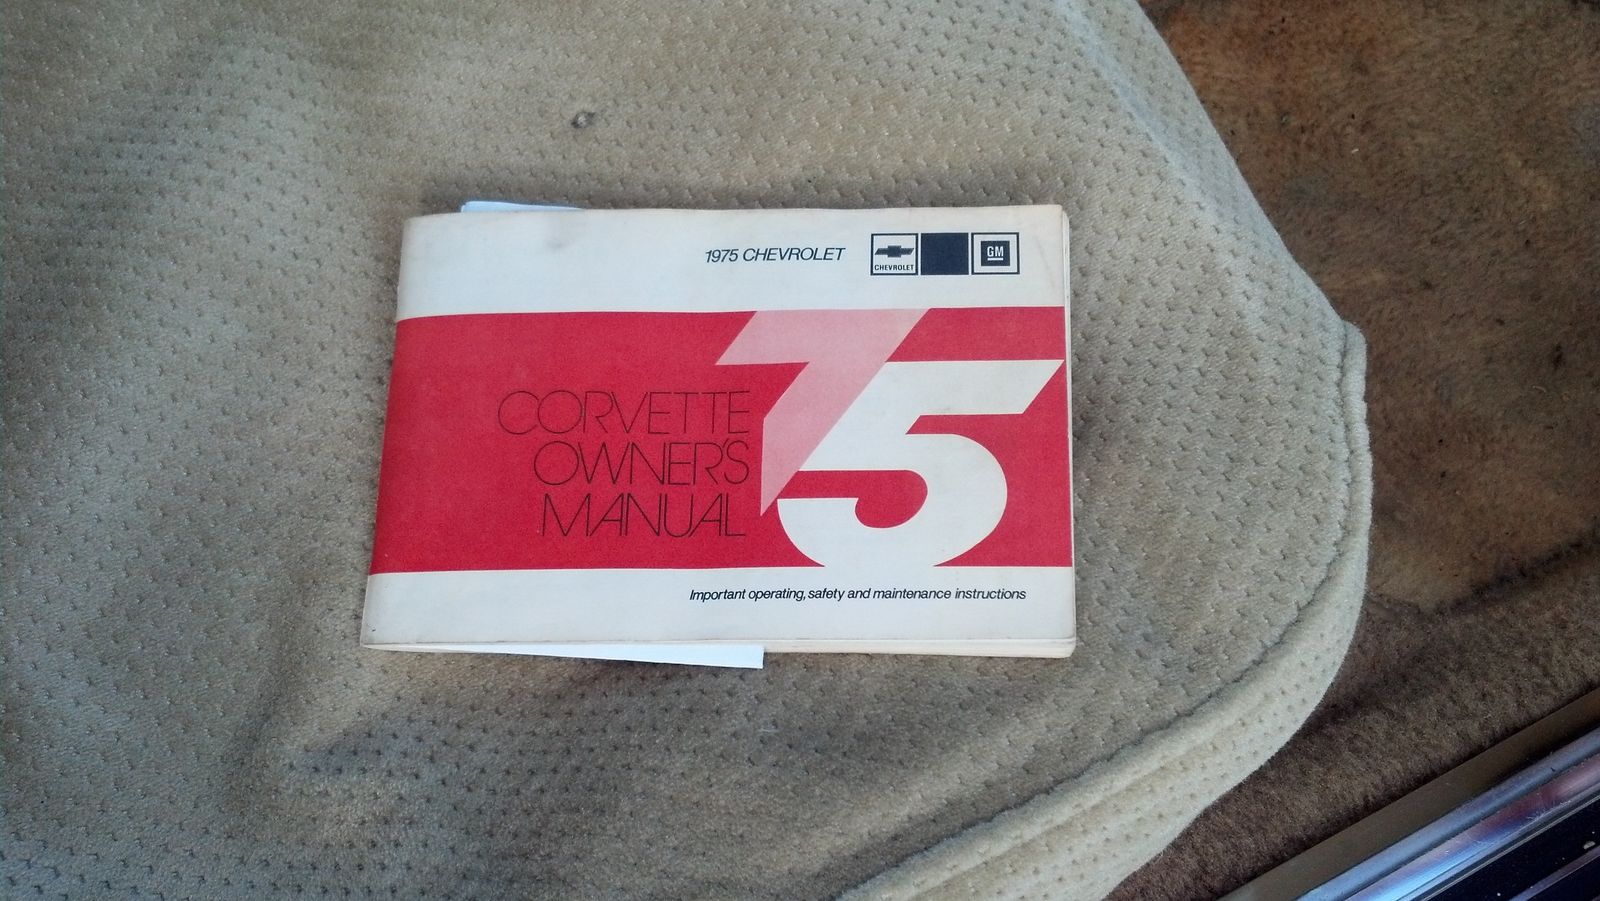 1975 CHEVROLET
CHEVROLET
GM
75
CORVETTE
OWNER'S
MANUAL
Important operating, safety and maintenance instructions